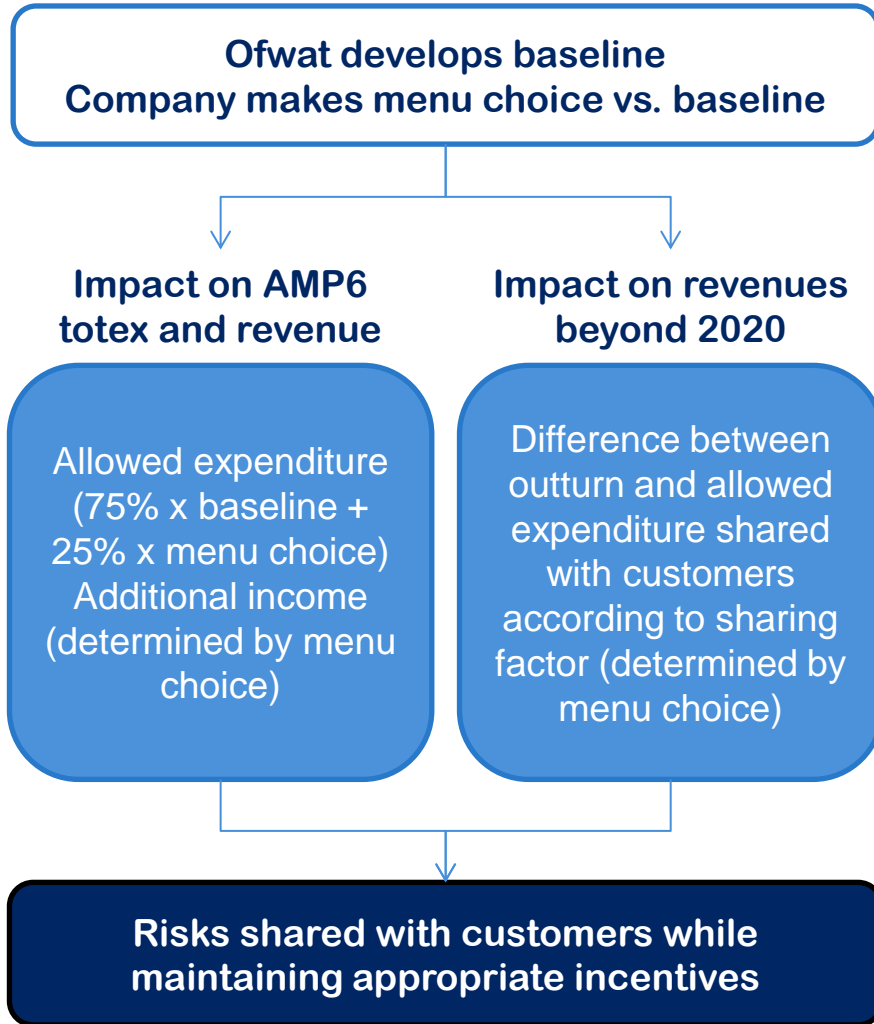 Ofwat develops baseline
Company makes menu choice vs. baseline
Impact on AMP6
totex and revenue
Allowed expenditure
(75% x baseline +
25% x menu choice)
Additional income
(determined by menu
choice)
Impact on revenues
beyond 2020
Difference between
outturn and allowed
expenditure shared
with customers
according to sharing
factor (determined by
menu choice)
Risks shared with customers while
maintaining appropriate incentives